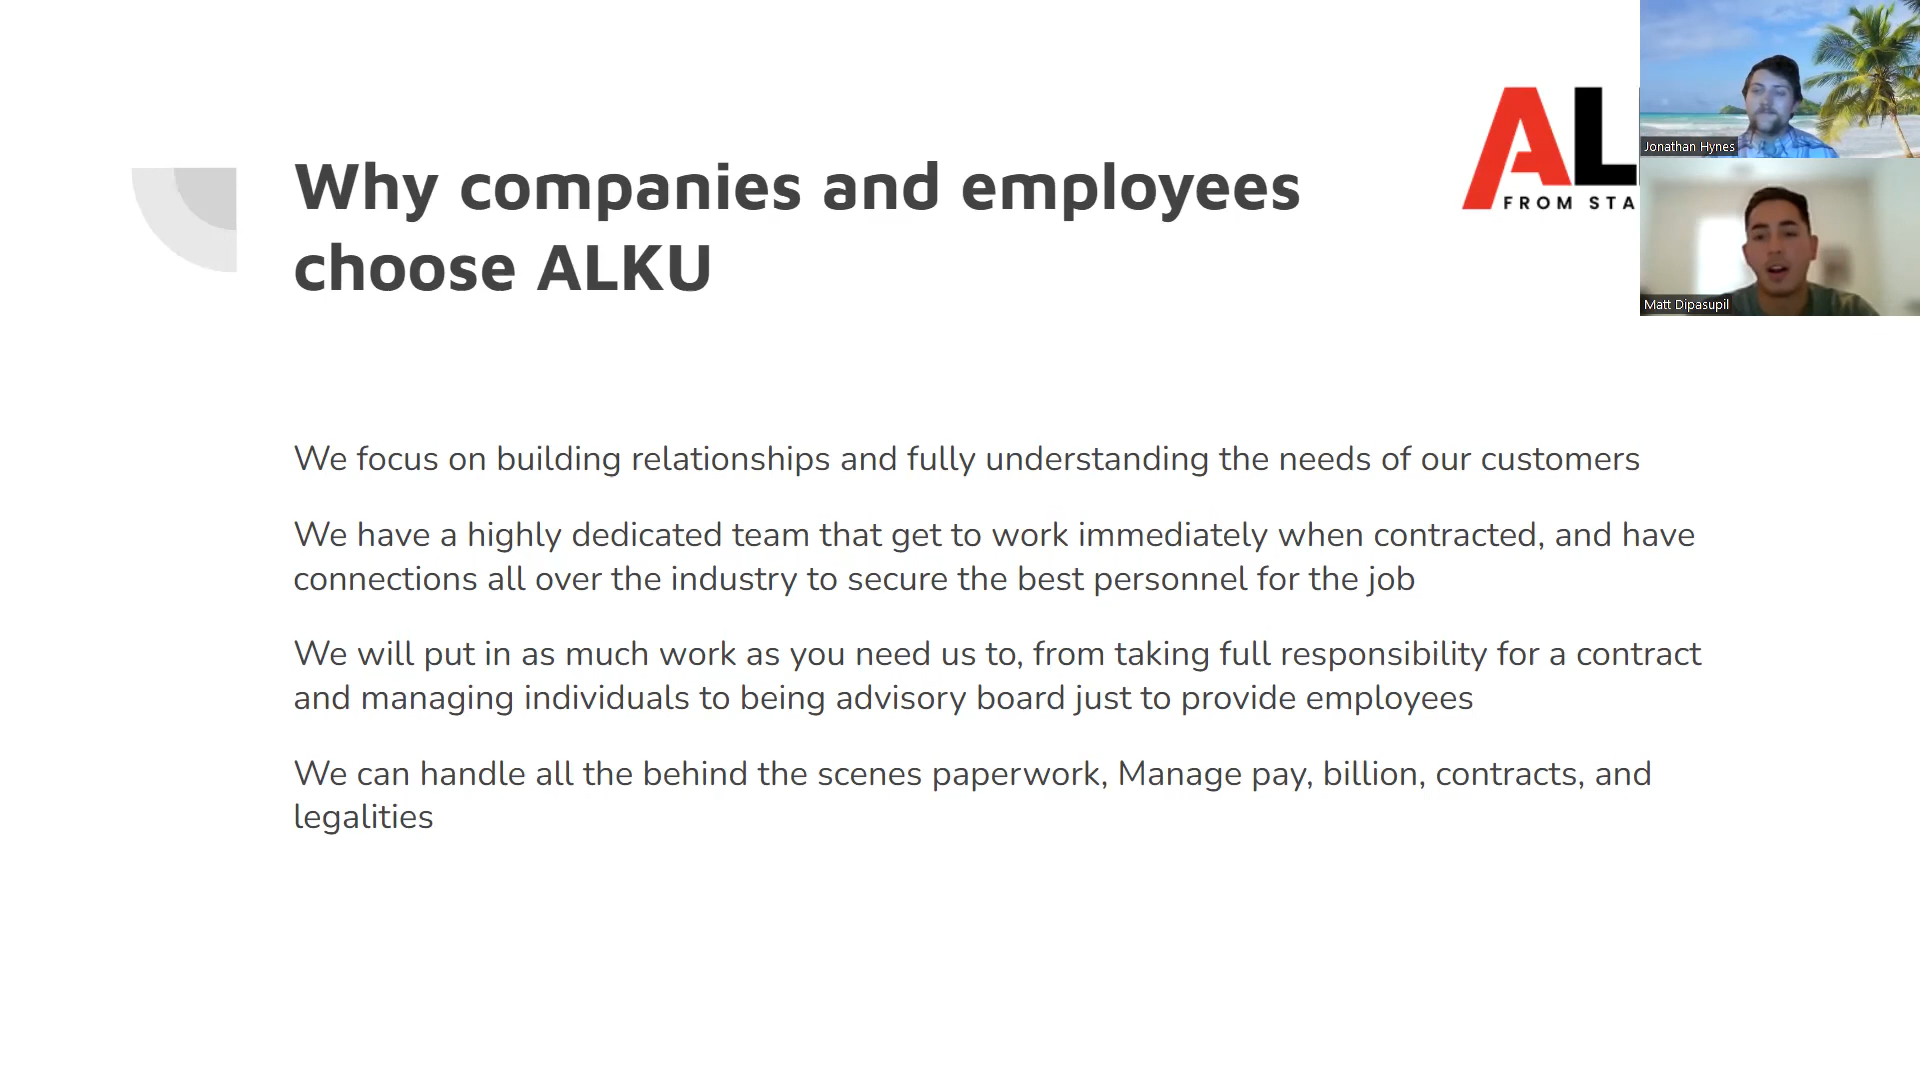 Why companies and employees
choose ALKU
AL
FROM STA
Jonathan Hynes
Matt Dipasupil
We focus on building relationships and fully understanding the needs of our customers
We have a highly dedicated team that get to work immediately when contracted, and have
connections all over the industry to secure the best personnel for the job
We will put in as much work as you need us to, from taking full responsibility for a contract
and managing individuals to being advisory board just to provide employees
We can handle all the behind the scenes paperwork, Manage pay, billion, contracts, and
legalities